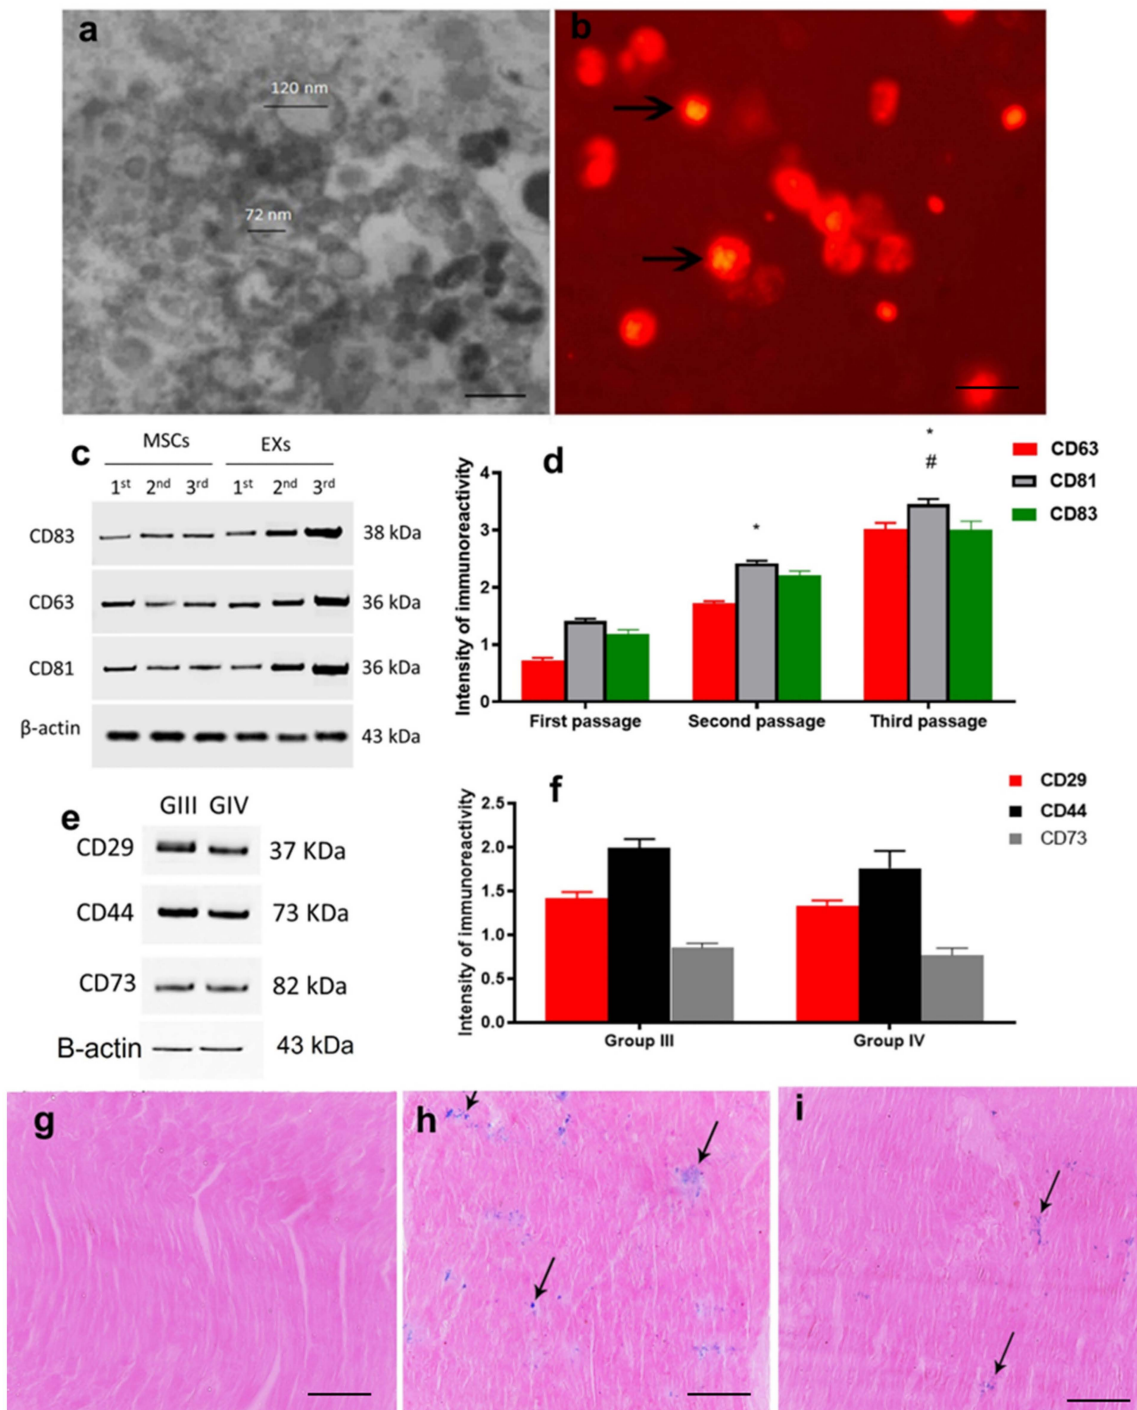 a
120 nm
72 nm
b
c
MSCs EXs
1st 2nd 3rd 1st 2nd 3rd
CD83 38 kDa
CD63 36 kDa
CD81 36 kDa
β-actin 43 kDa
d
*
*
#
CD63
CD81
CD83
Intensity of immunoreactivity
4
3
2
1
0
First passage Second passage Third passage
e
GIII GIV
CD29 37 KDa
CD44 73 KDa
CD73 82 kDa
B-actin 43 kDa
f
CD29
CD44
CD73
Intensity of immunoreactivity
2.5
2.0
1.5
1.0
0.5
0.0
Group III Group IV
g
h
i